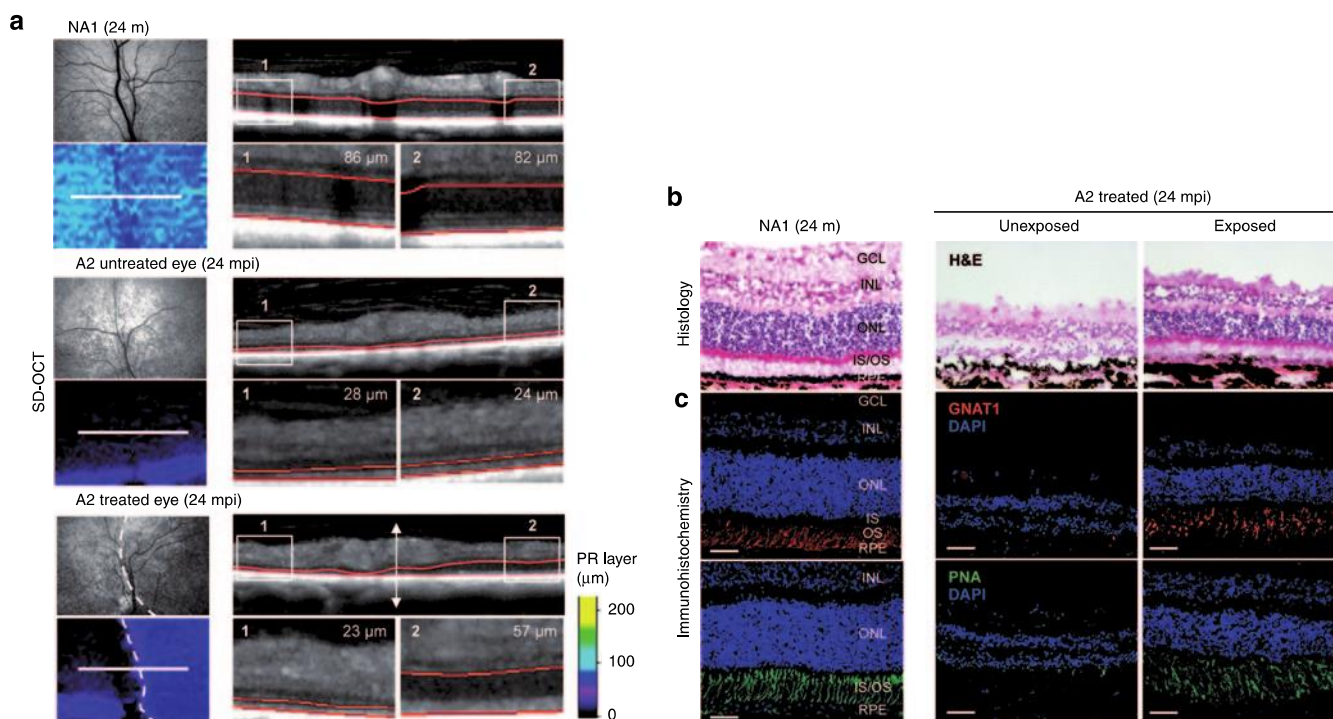 a
NA1 (24 m)
1
2
1
86 µm
2
82 µm
A2 untreated eye (24 mpi)
1
2
1
28 µm
2
24 µm
A2 treated eye (24 mpi)
1
2
1
23 µm
2
57 µm
SD-OCT
PR layer
(µm)
200
100
0
b
A2 treated (24 mpi)
NA1 (24 m)
Unexposed
Exposed
Histology
GCL
INL
ONL
IS/OS
RPE
H&E
c
Immunohistochemistry
GCL
INL
ONL
IS
OS
RPE
GNAT1
DAPI
INL
ONL
IS/OS
RPE
PNA
DAPI